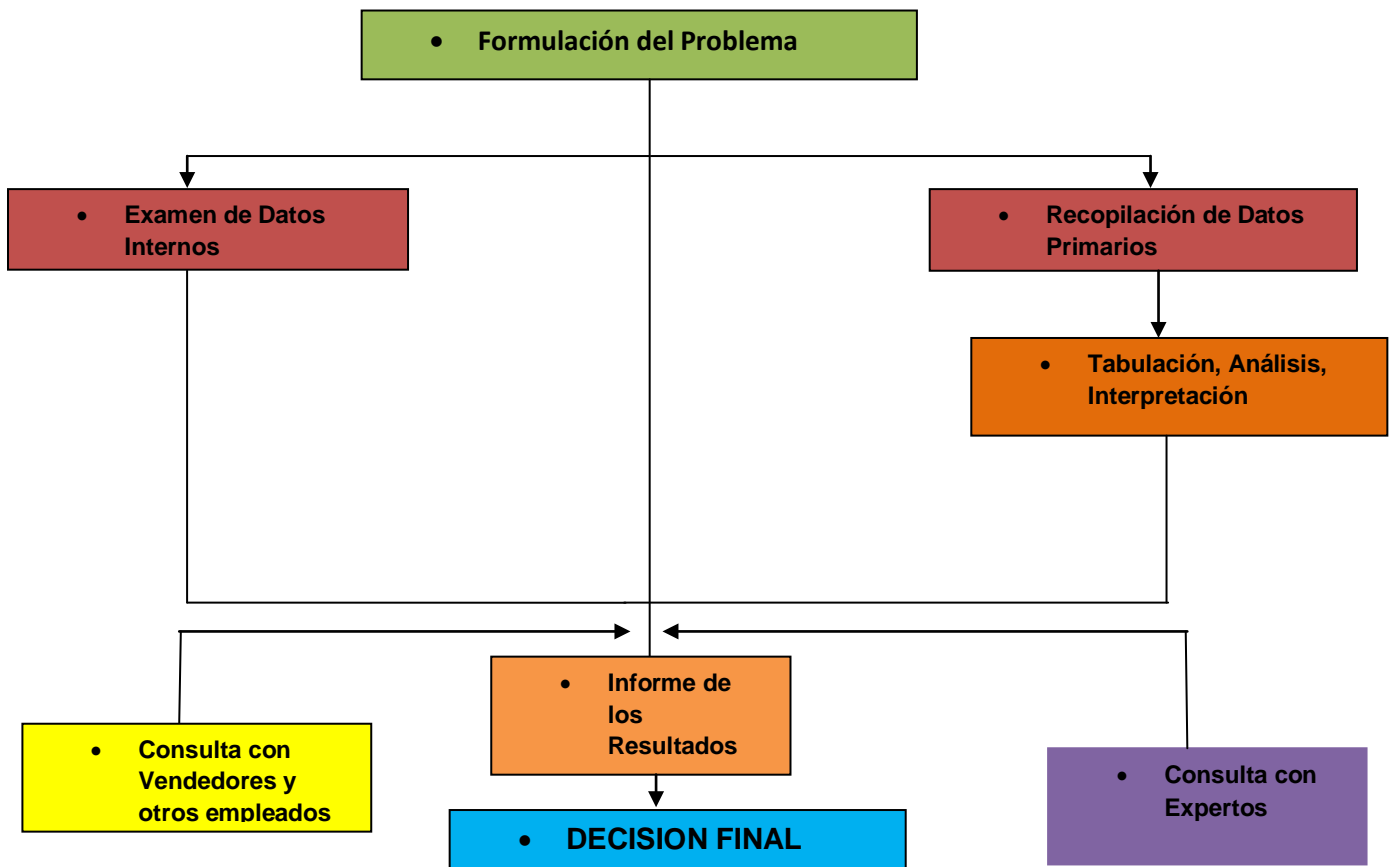 • Formulación del Problema
• Examen de Datos
Internos
• Recopilación de Datos
Primarios
• Tabulación, Análisis,
Interpretación
• Informe de
los
Resultados
• Consulta con
Vendedores y
otros empleados
• Consulta con
Expertos
• DECISION FINAL